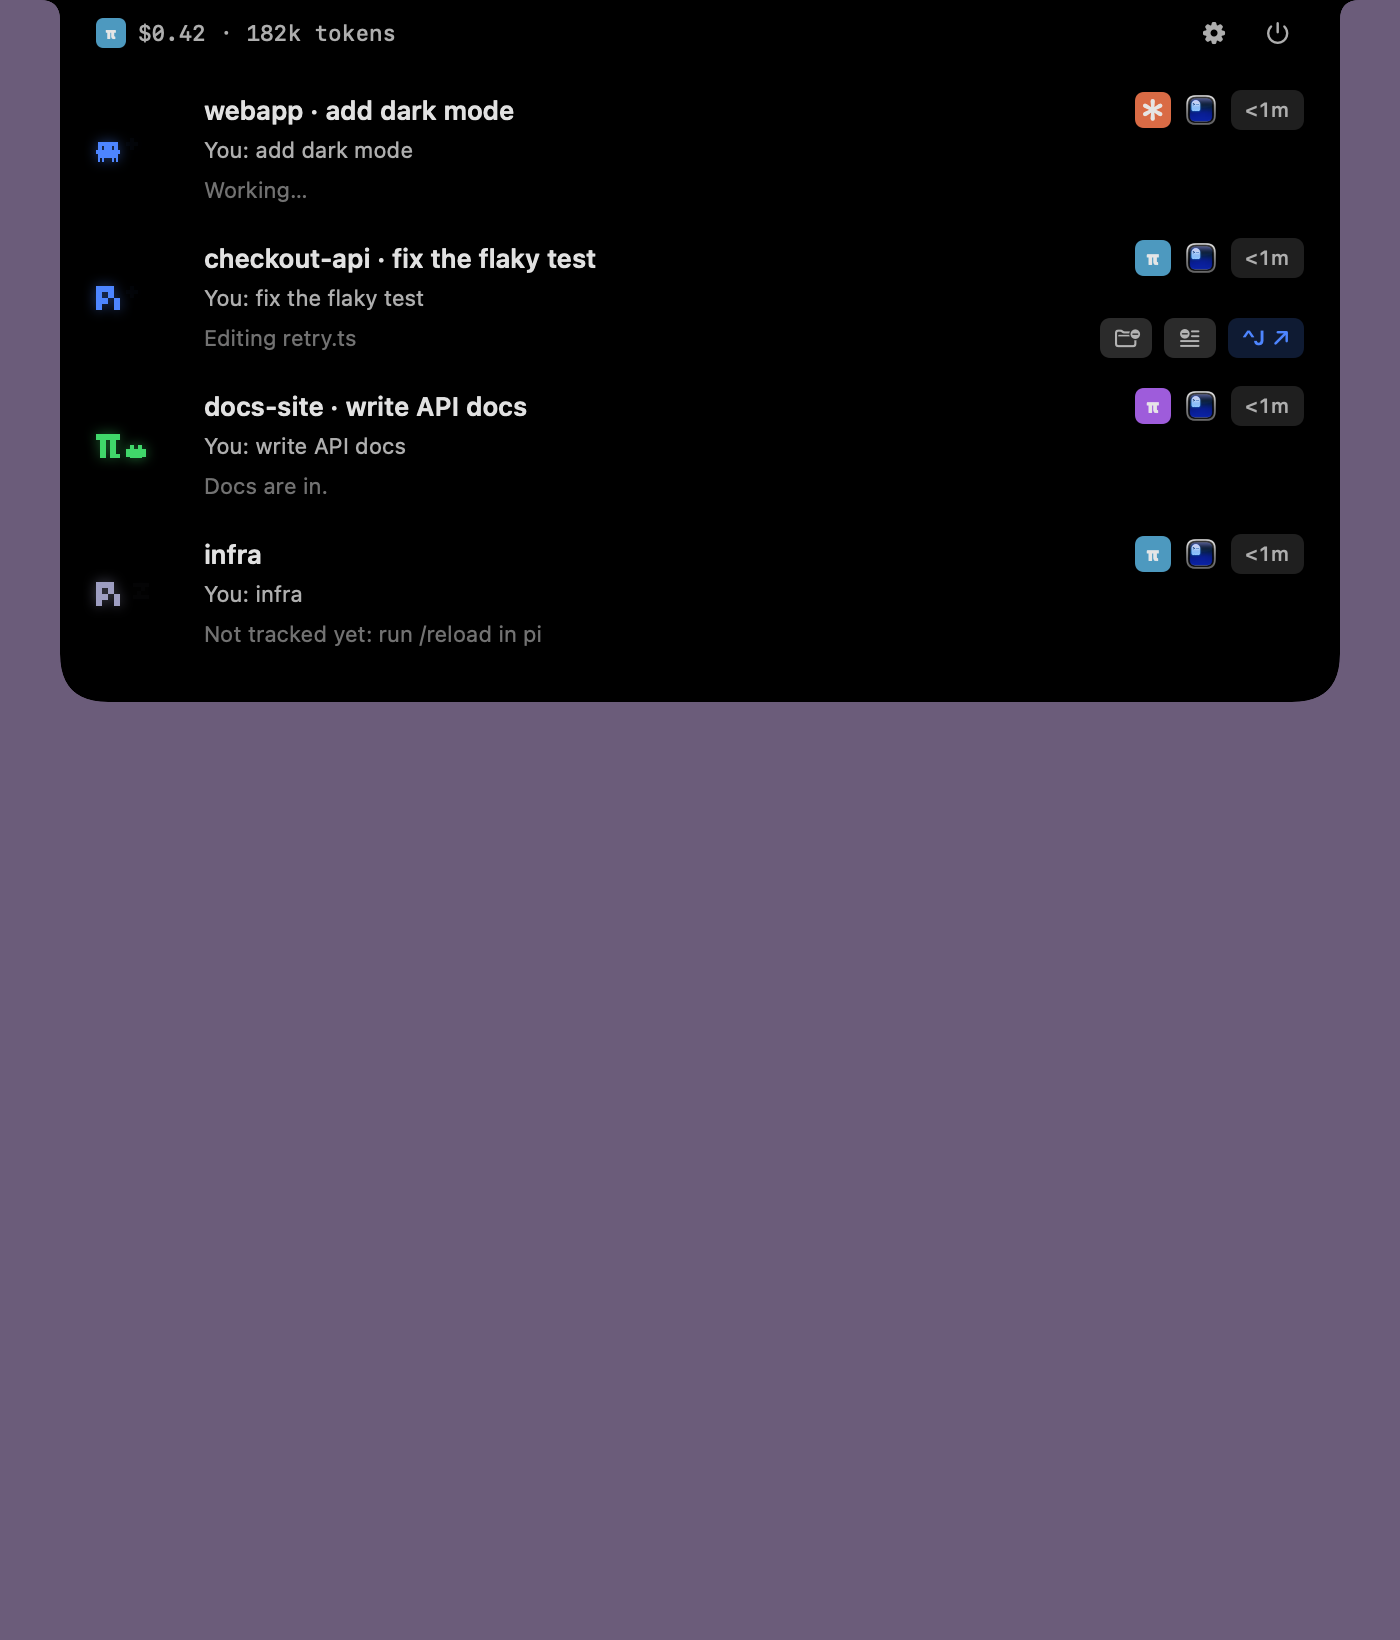 π $0.42 · 182k tokens
webapp · add dark mode
<1m
You: add dark mode
Working...
checkout-api · fix the flaky test
π <1m
You: fix the flaky test
Editing retry.ts
^J
docs-site · write API docs
π <1m
You: write API docs
Docs are in.
infra
π <1m
You: infra
Not tracked yet: run /reload in pi